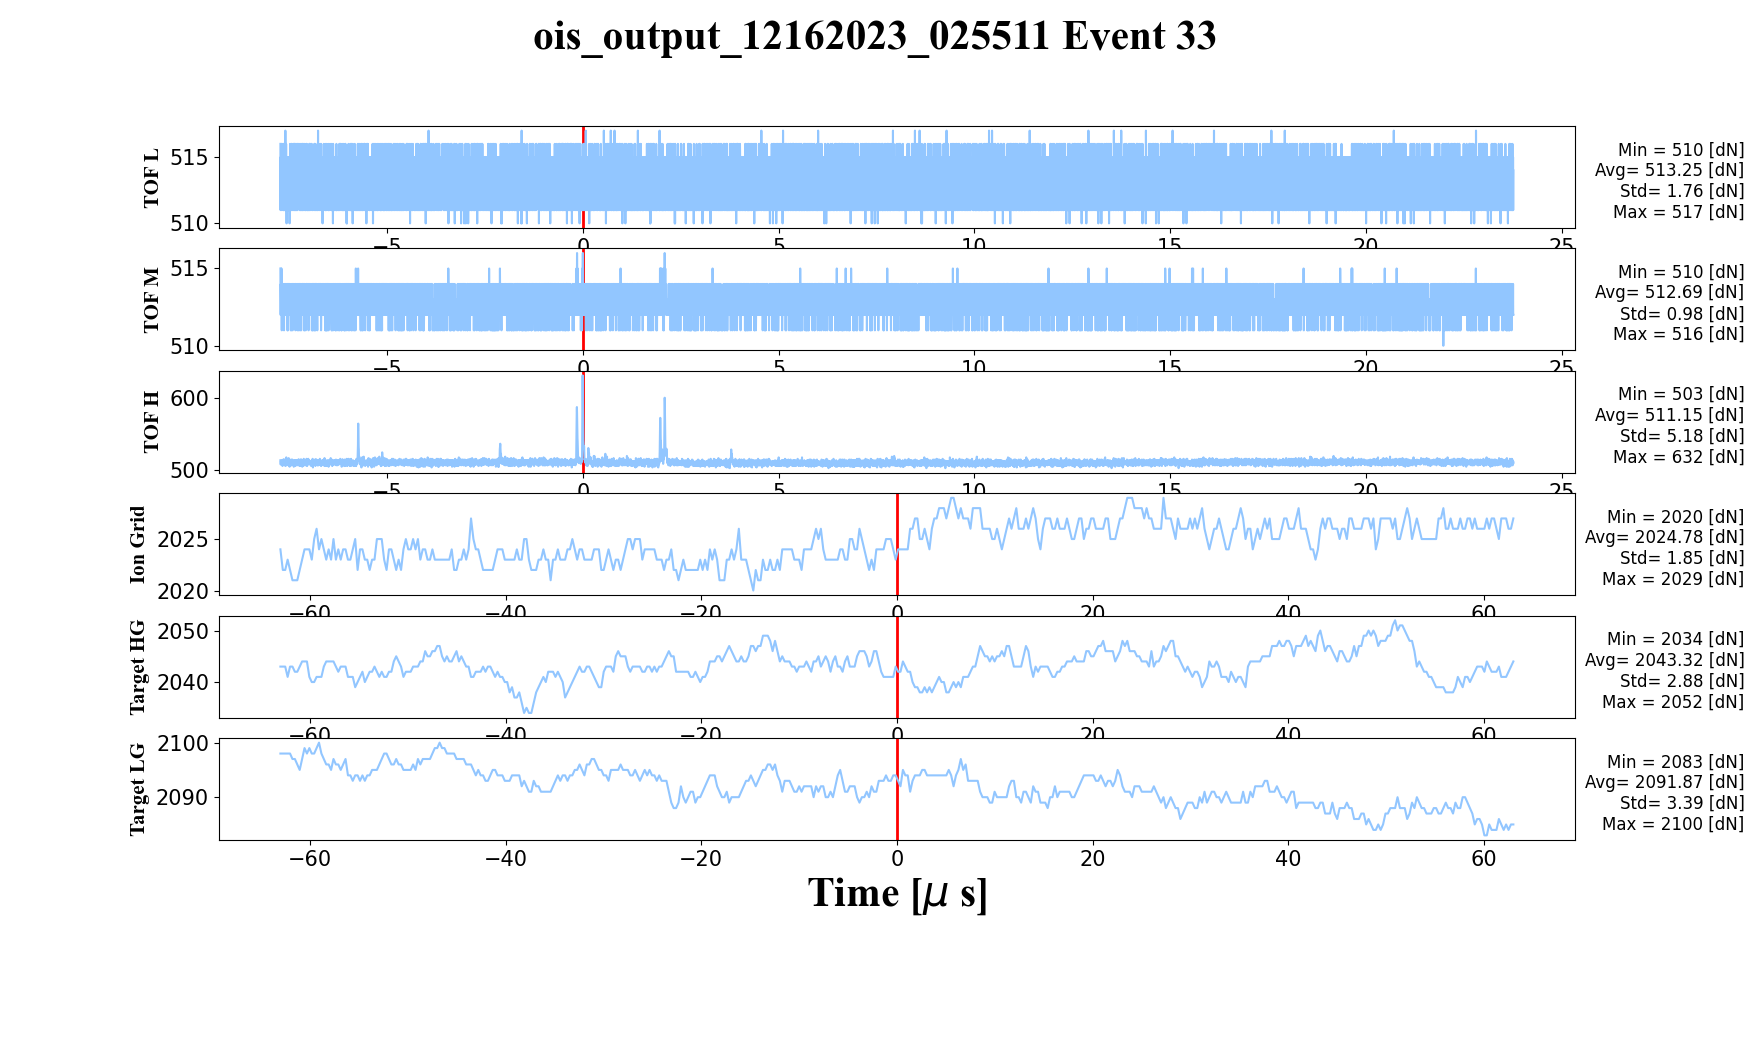 ois_output_12162023_025511 Event 33
TOF L
515
510
−5 0 5 10 15 20 25
Min = 510 [dN]
Avg= 513.25 [dN]
Std= 1.76 [dN]
Max = 517 [dN]
TOF M
515
510
−5 0 5 10 15 20 25
Min = 510 [dN]
Avg= 512.69 [dN]
Std= 0.98 [dN]
Max = 516 [dN]
TOF H
600
500
−5 0 5 10 15 20 25
Min = 503 [dN]
Avg= 511.15 [dN]
Std= 5.18 [dN]
Max = 632 [dN]
Ion Grid
2025
2020
−60 −40 −20 0 20 40 60
Min = 2020 [dN]
Avg= 2024.78 [dN]
Std= 1.85 [dN]
Max = 2029 [dN]
Target HG
2050
2040
−60 −40 −20 0 20 40 60
Min = 2034 [dN]
Avg= 2043.32 [dN]
Std= 2.88 [dN]
Max = 2052 [dN]
Target LG
2100
2090
−60 −40 −20 0 20 40 60
Min = 2083 [dN]
Avg= 2091.87 [dN]
Std= 3.39 [dN]
Max = 2100 [dN]
Time [μ s]